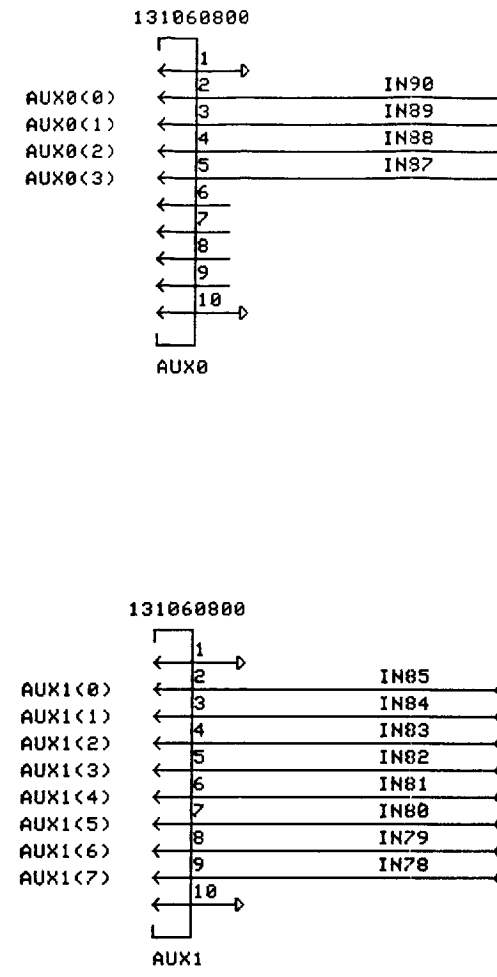 131060800
1
2 IN90
AUX0(0)
3 IN89
AUX0(1)
4 IN88
AUX0(2)
5 IN87
AUX0(3)
6
7
8
9
10
AUX0
131060800
1
2 IN85
AUX1(0)
3 IN84
AUX1(1)
4 IN83
AUX1(2)
5 IN82
AUX1(3)
6 IN81
AUX1(4)
7 IN80
AUX1(5)
8 IN79
AUX1(6)
9 IN78
AUX1(7)
10
AUX1